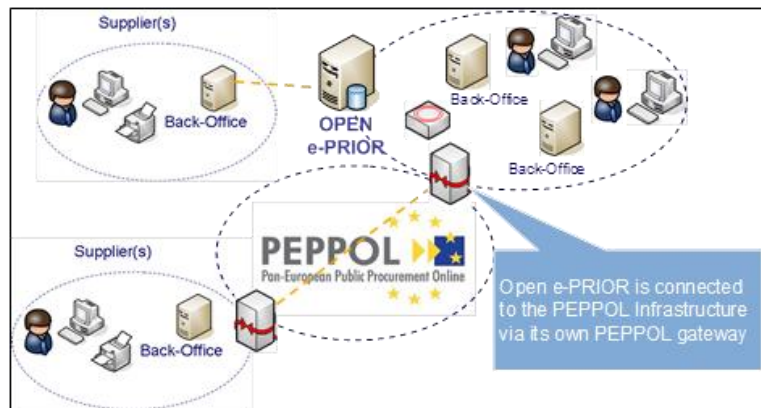 Supplier(s)
Back-Office
OPEN
e-PRIOR
Back-Office
Back-Office
PEPPOL
Pan-European Public Procurement Online
Supplier(s)
Back-Office
Open e-PRIOR is connected
to the PEPPOL Infrastructure
via its own PEPPOL gateway